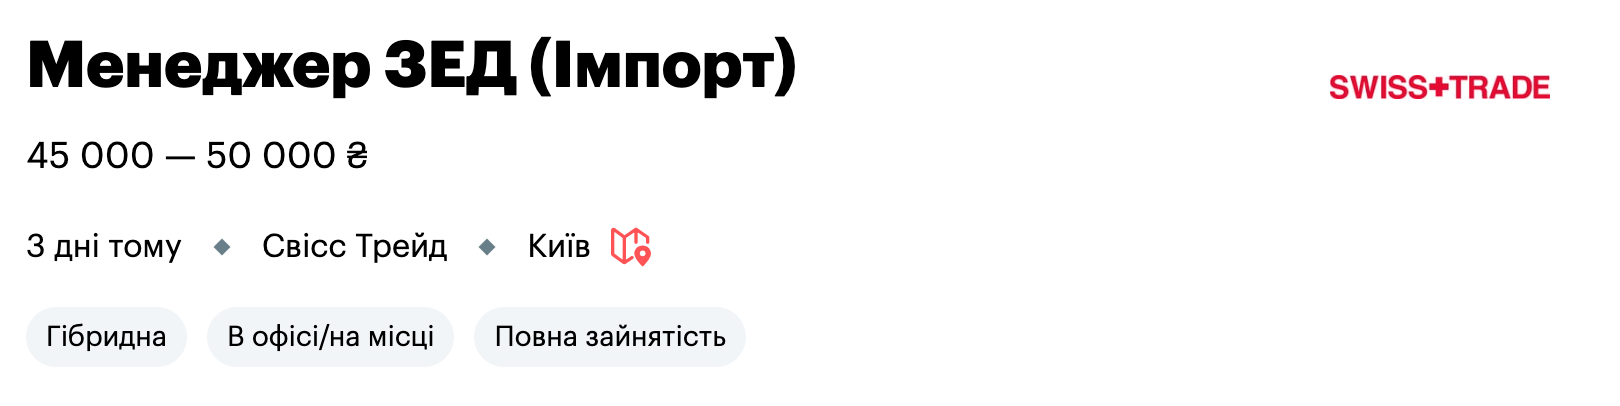 Менеджер ЗЕД (Імпорт)
SWISS+TRADE
45 000 — 50 000 ₴
3 дні тому ◆ Свісс Трейд ◆ Київ
Гібридна В офісі/на місці Повна зайнятість